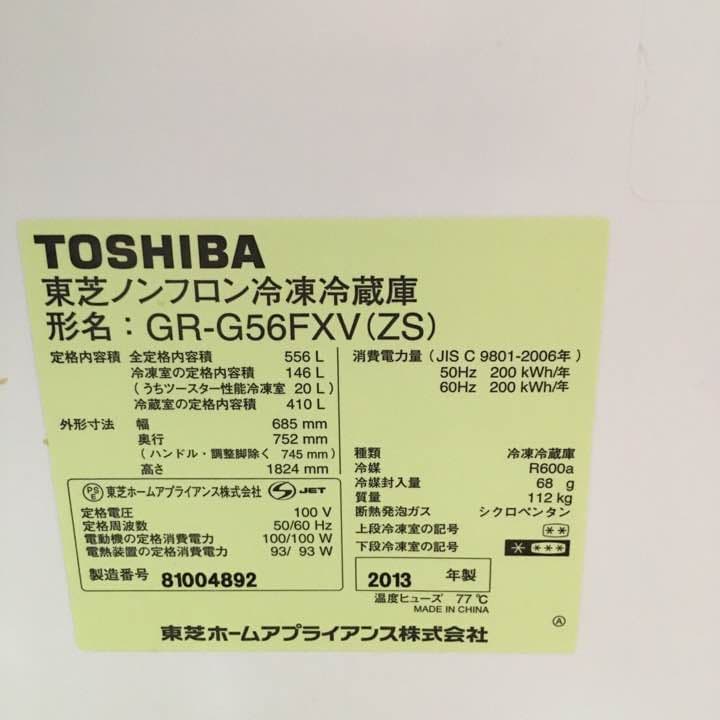 TOSHIBA
東芝ノンフロン冷凍冷蔵庫
形名：GR-G56FXV(ZS)
定格内容積 全定格内容積 556 L
冷凍室の定格内容積 146 L
(うちツースター性能冷凍室 20 L)
冷蔵室の定格内容積 410 L
外形寸法 幅 685 mm
奥行 752 mm
(ハンドル・調整脚除く 745 mm)
高さ 1824 mm
PSE 東芝ホームアプライアンス株式会社 JET
定格電圧 100 V
定格周波数 50/60 Hz
電動機の定格消費電力 100/100 W
電熱装置の定格消費電力 93/ 93 W
製造番号 81004892
消費電力量 (JIS C 9801-2006年)
50Hz 200 kWh/年
60Hz 200 kWh/年
種類 冷凍冷蔵庫
冷媒 R600a
冷媒封入量 68 g
質量 112 kg
断熱発泡ガス シクロペンタン
上段冷凍室の記号 **
下段冷凍室の記号 * ***
2013 年製
温度ヒューズ 77℃
MADE IN CHINA
Ⓐ
東芝ホームアプライアンス株式会社